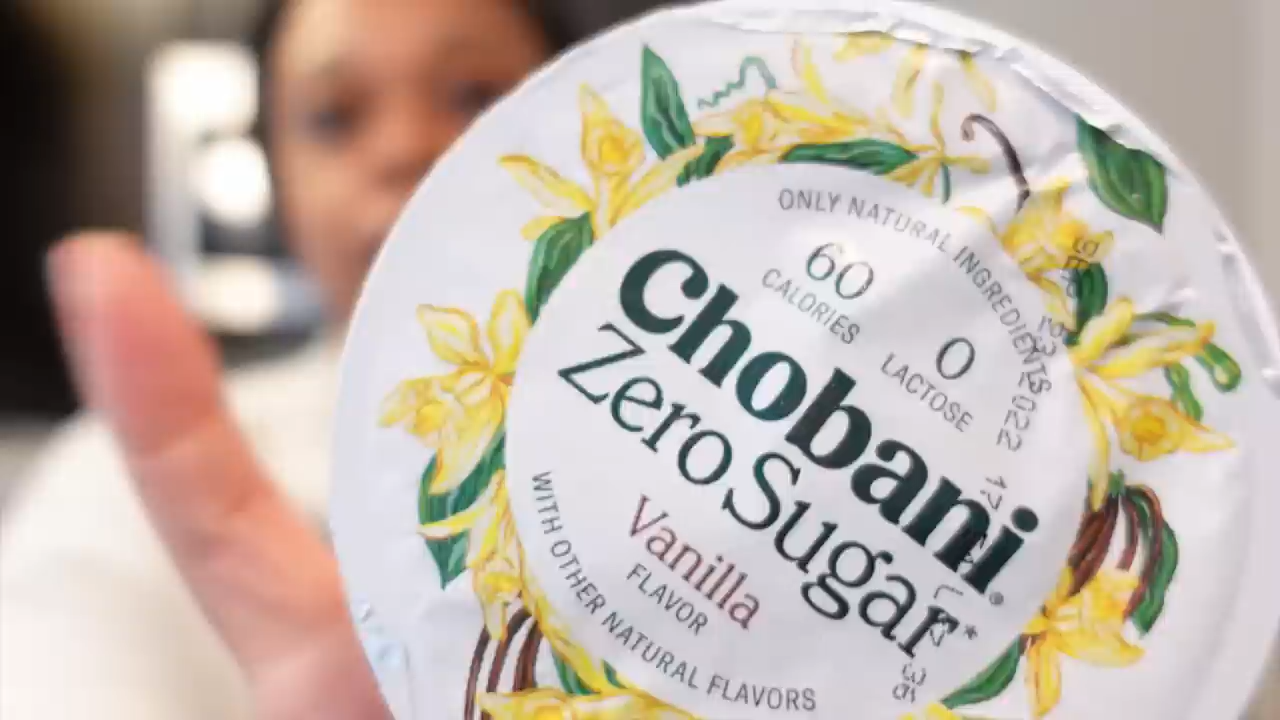 ONLY NATURAL INGREDIENTS
60
CALORIES
0
LACTOSE
Chobani®
Zero Sugar*
Vanilla
FLAVOR
WITH OTHER NATURAL FLAVORS